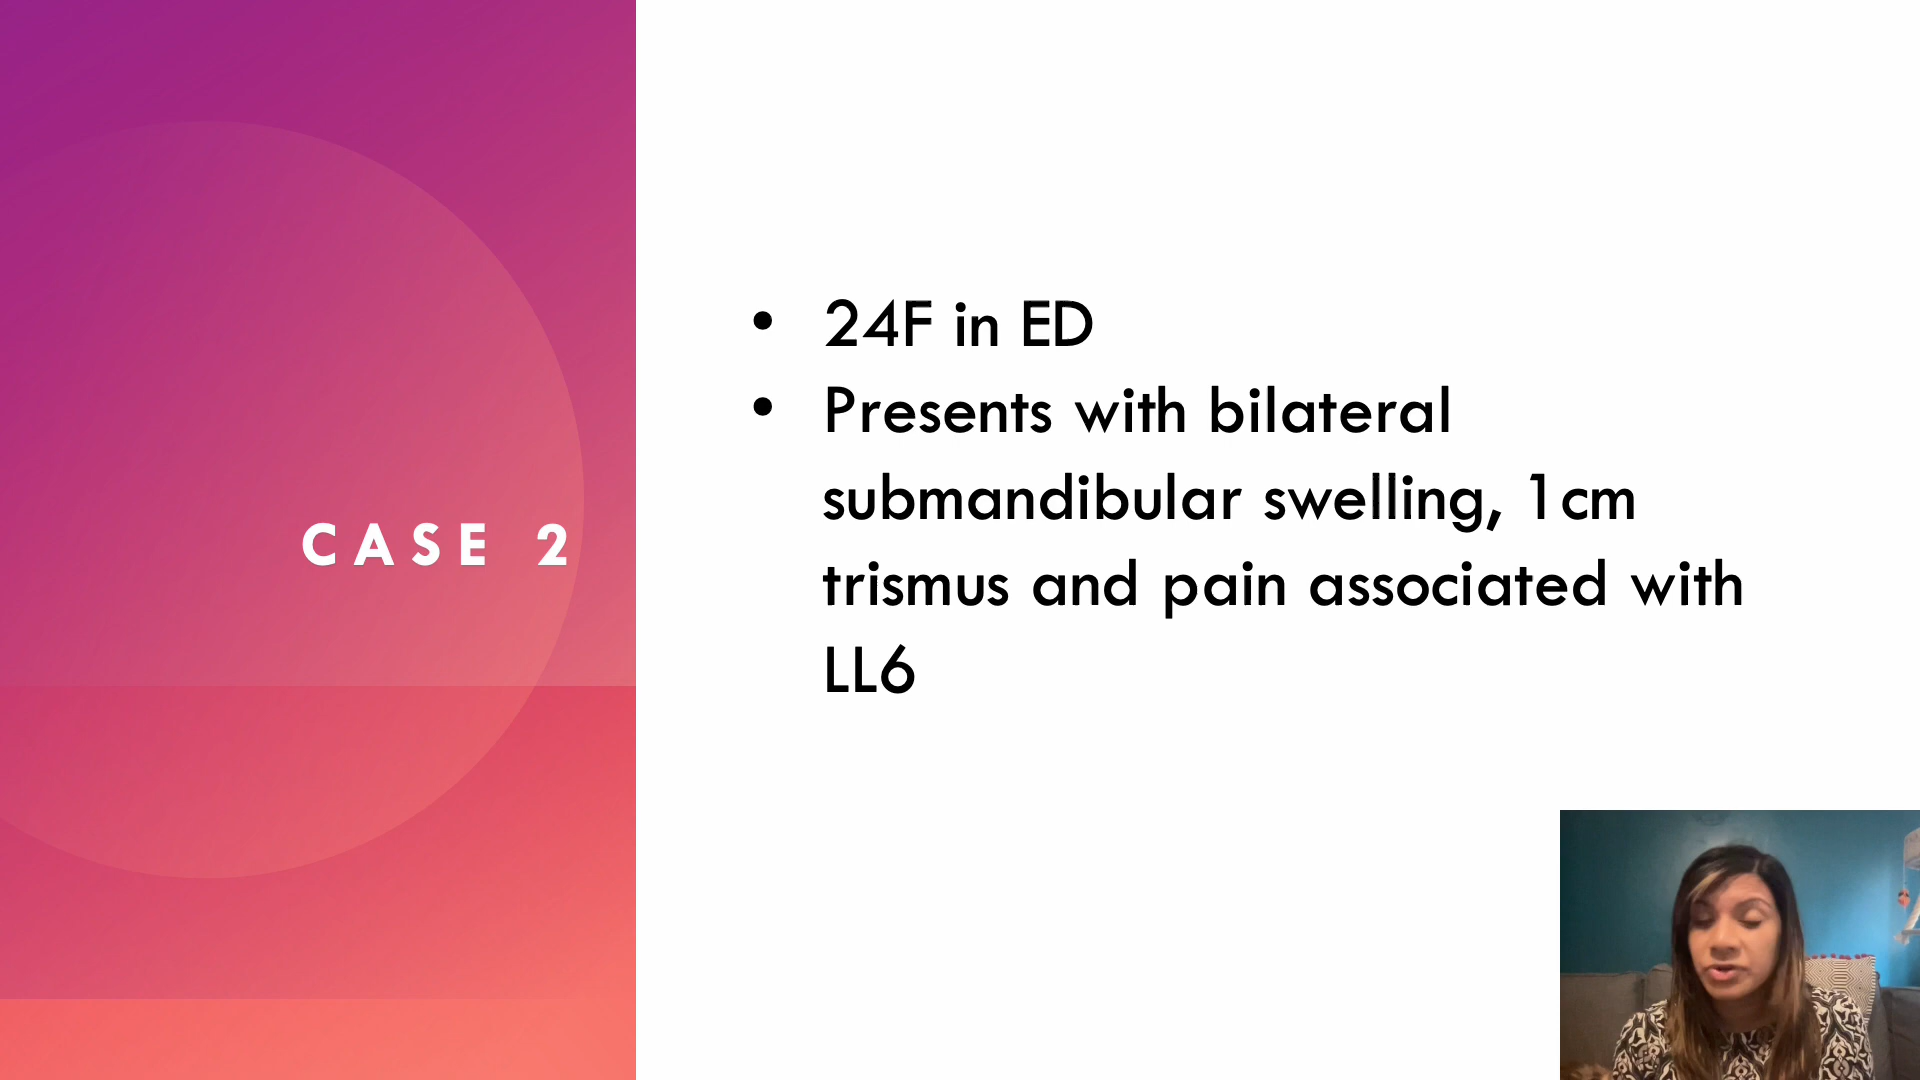 CASE 2
• 24F in ED
• Presents with bilateral
submandibular swelling, 1cm
trismus and pain associated with
LL6